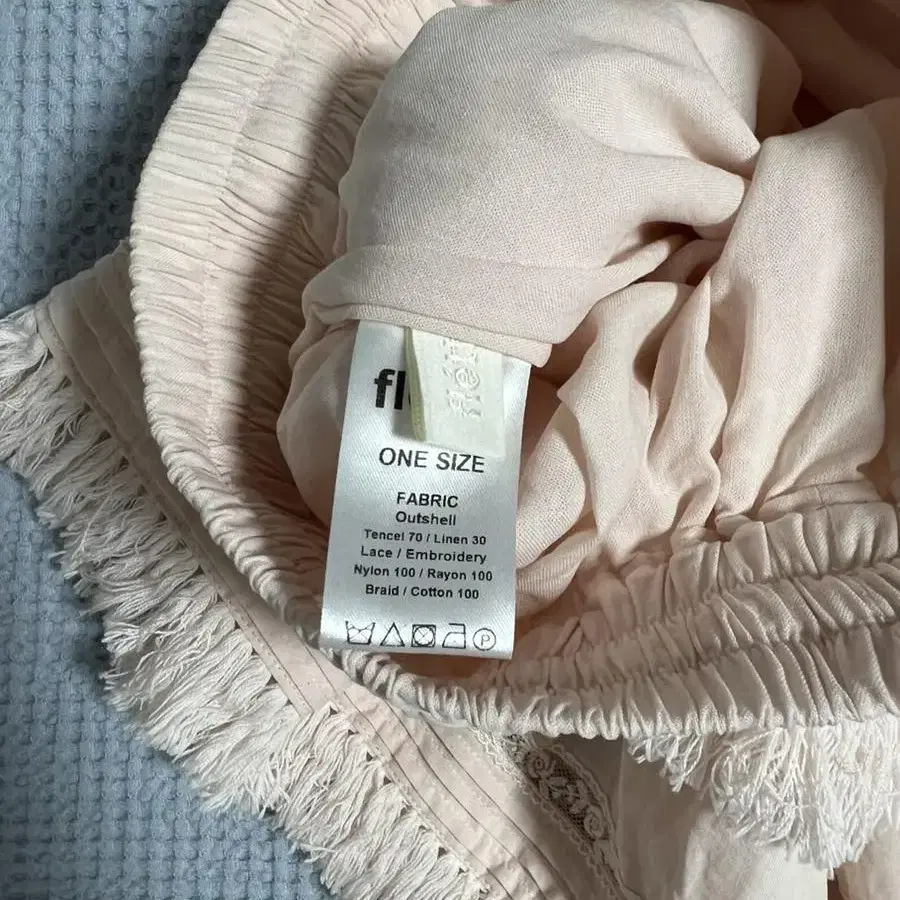 ONE SIZE
FABRIC
Outshell
Tencel 70 / Linen 30
Lace / Embroidery
Nylon 100 / Rayon 100
Braid / Cotton 100